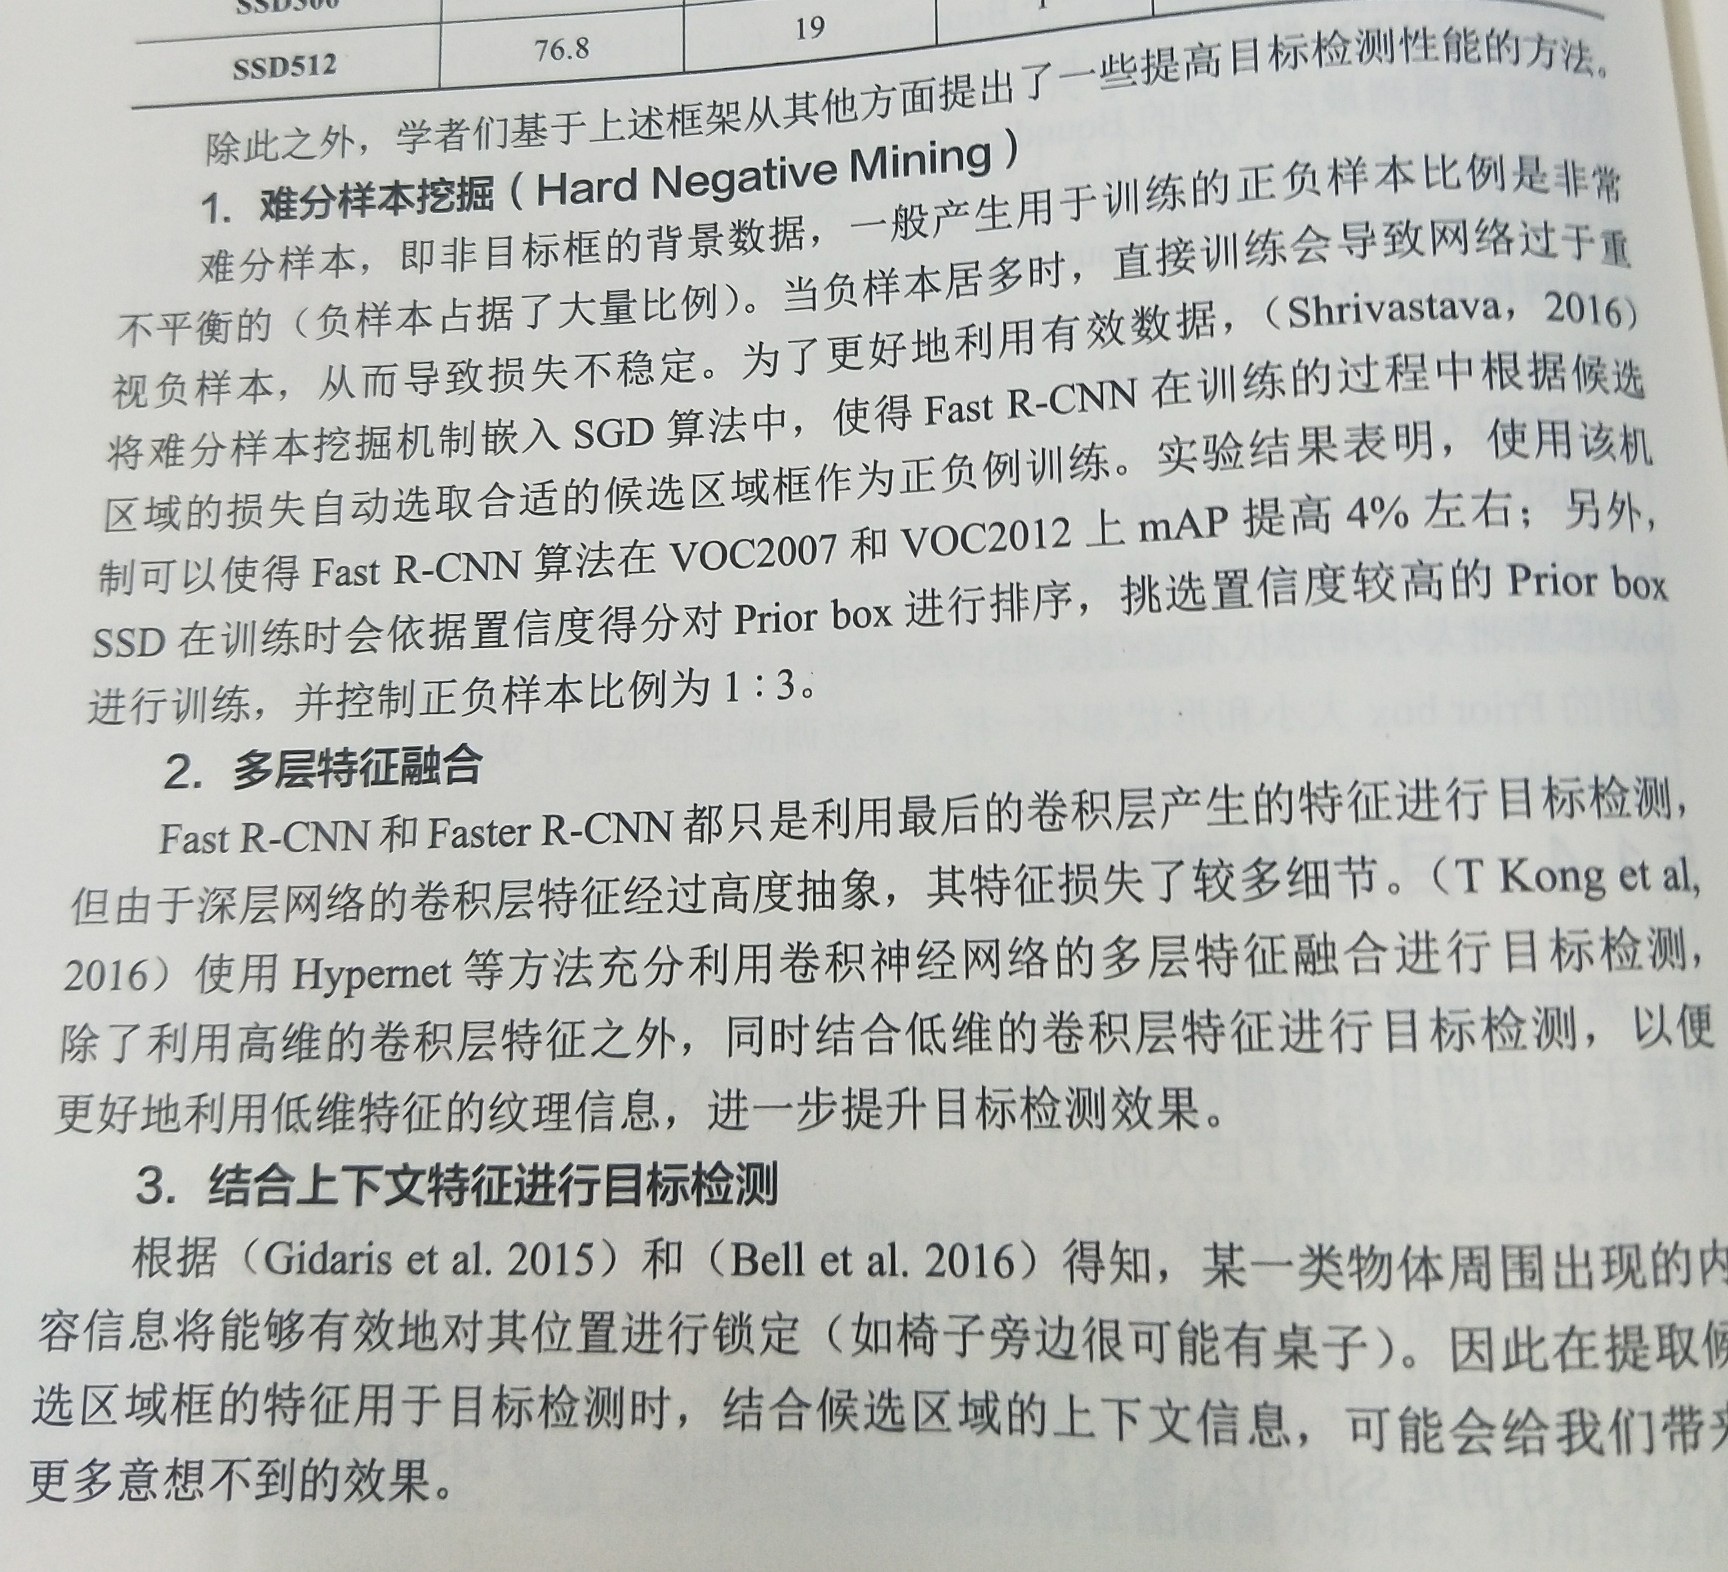 SSD300
SSD512 76.8 19
除此之外，学者们基于上述框架从其他方面提出了一些提高目标检测性能的方法。
1. 难分样本挖掘（Hard Negative Mining）
难分样本，即非目标框的背景数据，一般产生用于训练的正负样本比例是非常
不平衡的（负样本占据了大量比例）。当负样本居多时，直接训练会导致网络过于重
视负样本，从而导致损失不稳定。为了更好地利用有效数据，（Shrivastava，2016）
将难分样本挖掘机制嵌入 SGD 算法中，使得 Fast R-CNN 在训练的过程中根据候选
区域的损失自动选取合适的候选区域框作为正负例训练。实验结果表明，使用该机
制可以使得 Fast R-CNN 算法在 VOC2007 和 VOC2012 上 mAP 提高 4% 左右；另外，
SSD 在训练时会依据置信度得分对 Prior box 进行排序，挑选置信度较高的 Prior box
进行训练，并控制正负样本比例为 1∶3。
2. 多层特征融合
Fast R-CNN 和 Faster R-CNN 都只是利用最后的卷积层产生的特征进行目标检测，
但由于深层网络的卷积层特征经过高度抽象，其特征损失了较多细节。（T Kong et al,
2016）使用 Hypernet 等方法充分利用卷积神经网络的多层特征融合进行目标检测，
除了利用高维的卷积层特征之外，同时结合低维的卷积层特征进行目标检测，以便
更好地利用低维特征的纹理信息，进一步提升目标检测效果。
3. 结合上下文特征进行目标检测
根据（Gidaris et al. 2015）和（Bell et al. 2016）得知，某一类物体周围出现的内
容信息将能够有效地对其位置进行锁定（如椅子旁边很可能有桌子）。因此在提取候
选区域框的特征用于目标检测时，结合候选区域的上下文信息，可能会给我们带来
更多意想不到的效果。